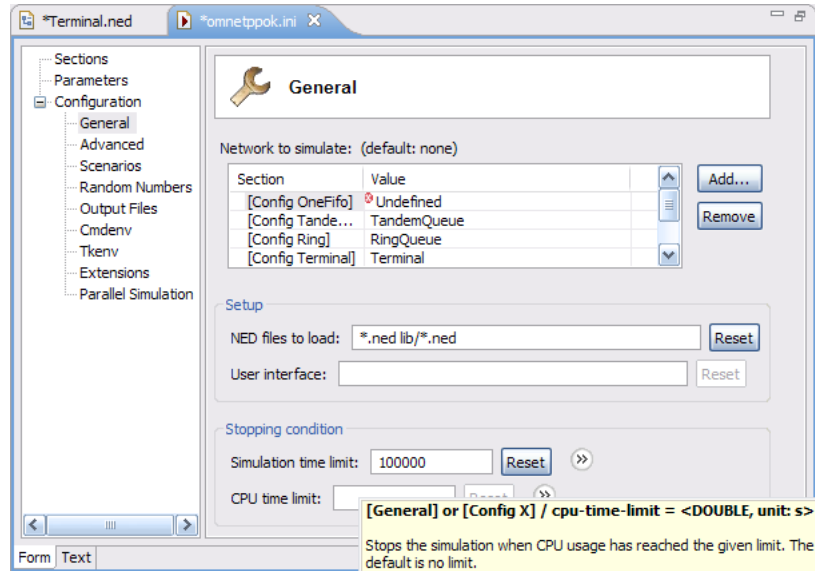 *Terminal.ned
*omnetppok.ini
Sections
Parameters
Configuration
General
Advanced
Scenarios
Random Numbers
Output Files
Cmdenv
Tkenv
Extensions
Parallel Simulation
General
Network to simulate: (default: none)
Section Value
[Config OneFifo] Undefined
[Config Tande... TandemQueue
[Config Ring] RingQueue
[Config Terminal] Terminal
Add...
Remove
Setup
NED files to load: *.ned lib/*.ned Reset
User interface: Reset
Stopping condition
Simulation time limit: 100000 Reset
CPU time limit: Reset
[General] or [Config X] / cpu-time-limit = <DOUBLE, unit: s>
Stops the simulation when CPU usage has reached the given limit. The
default is no limit.
Form Text